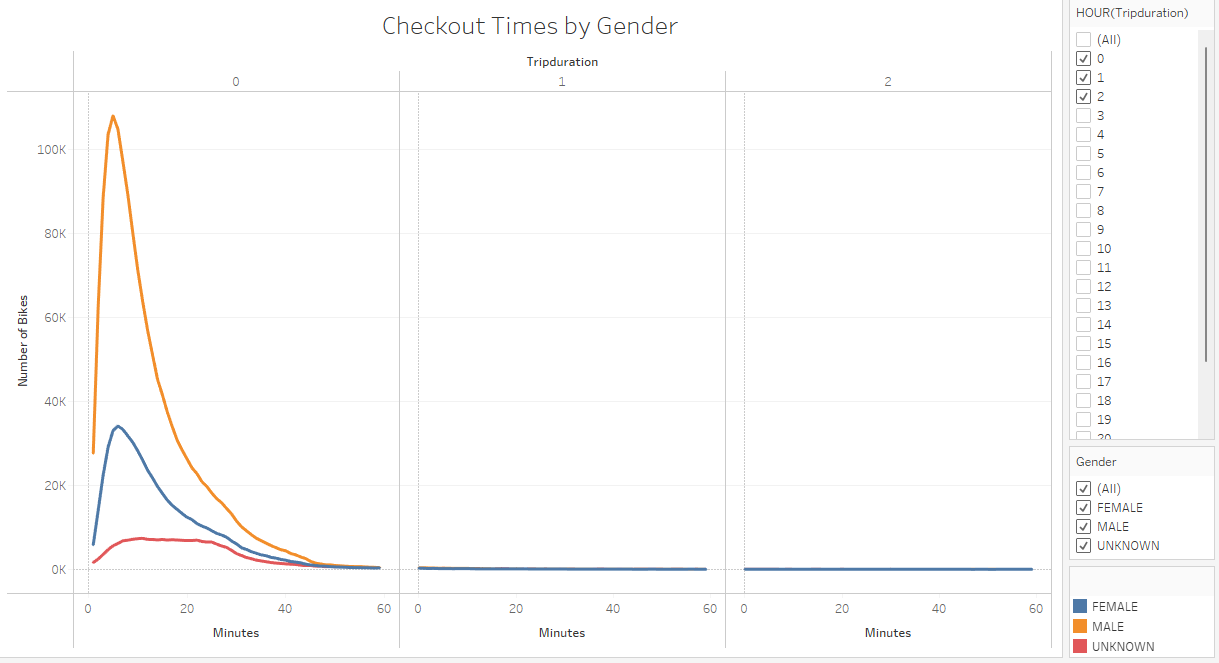 Checkout Times by Gender
Tripduration
0 1 2
100K
80K
60K
40K
20K
0K
Number of Bikes
0 20 40 60 0 20 40 60 0 20 40 60
Minutes Minutes Minutes
HOUR(Tripduration)
(All)
0
1
2
3
4
5
6
7
8
9
10
11
12
13
14
15
16
17
18
19
20
Gender
(All)
FEMALE
MALE
UNKNOWN
FEMALE
MALE
UNKNOWN